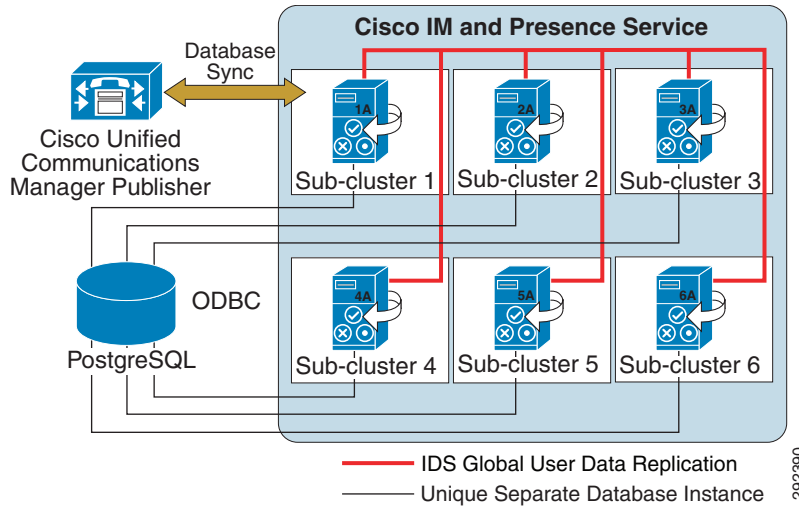 Cisco IM and Presence Service
Database
Sync
Cisco Unified
Communications
Manager Publisher
1A
2A
3A
Sub-cluster 1
Sub-cluster 2
Sub-cluster 3
ODBC
PostgreSQL
4A
5A
6A
Sub-cluster 4
Sub-cluster 5
Sub-cluster 6
IDS Global User Data Replication
Unique Separate Database Instance
292390